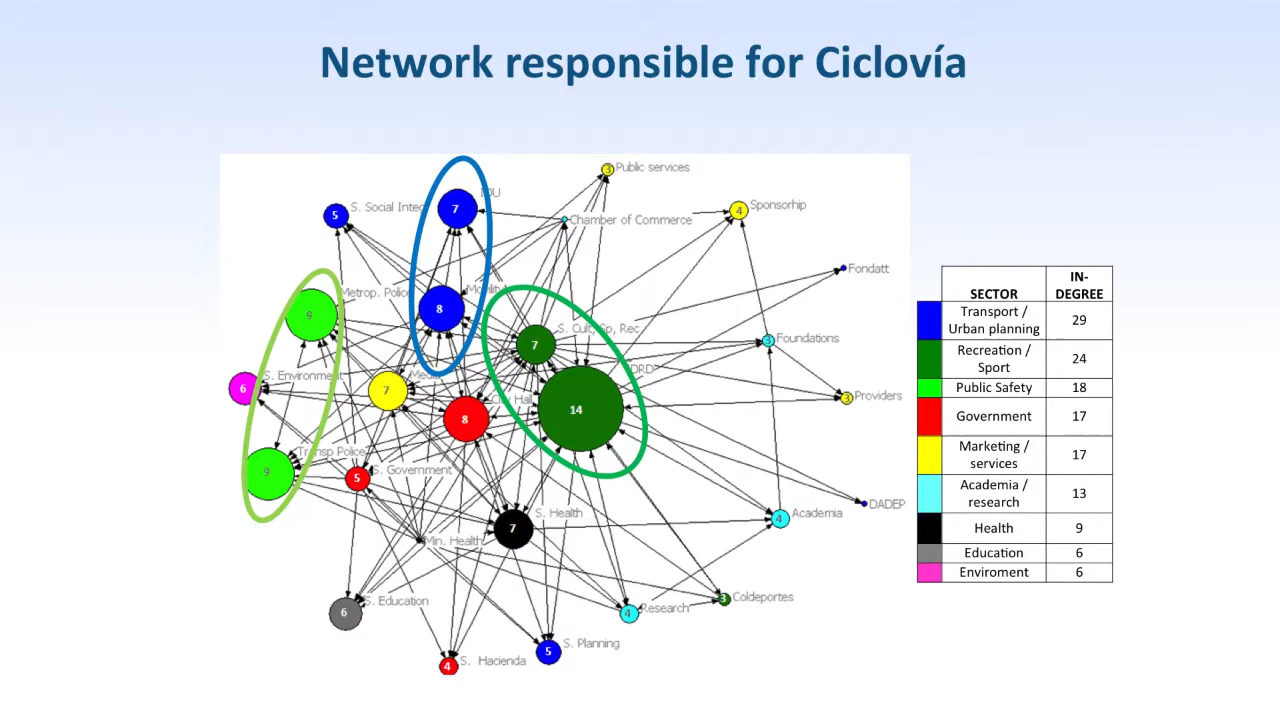 Network responsible for Ciclovía
3 Public services
7
5 S. Social Integ
Chamber of Commerce
4 Sponsorhip
Fondatt
9 Metrop. Police
8
7 S. Cult, Sp, Rec
3 Foundations
6 S. Environment
7
8 City Hall
14
3 Providers
9 Transp Police
5 S. Government
7 S. Health
Min. Health
4 Academia
DADEP
6 S. Education
4 Research
3 Coldeportes
5 S. Planning
4 S. Hacienda
SECTOR IN-
DEGREE
Transport / 29
Urban planning
Recreation / 24
Sport
Public Safety 18
Government 17
Marketing / 17
services
Academia / 13
research
Health 9
Education 6
Enviroment 6